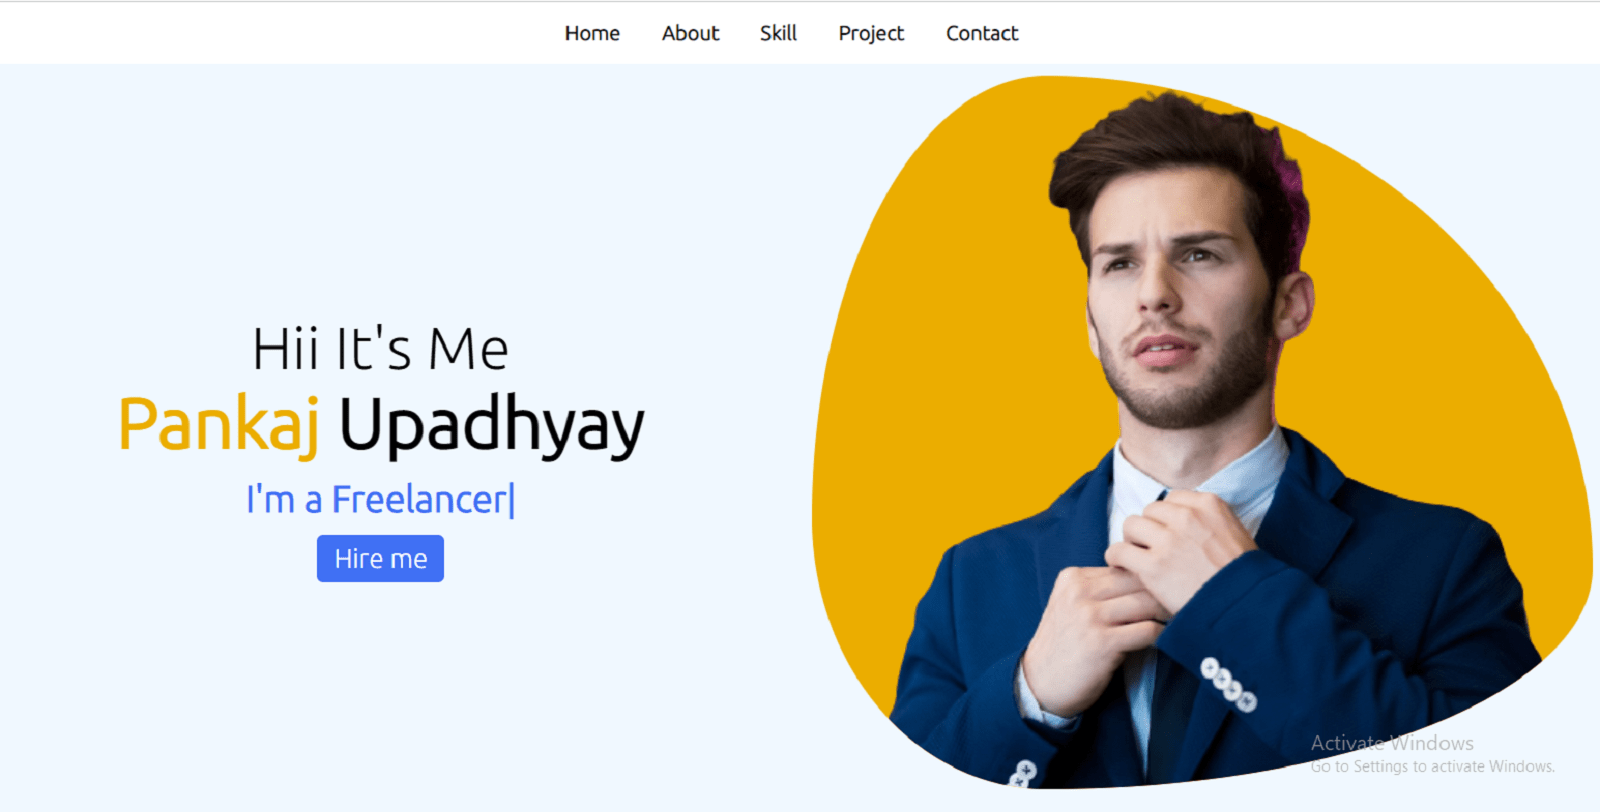 Home About Skill Project Contact
Hii It's Me
Pankaj Upadhyay
I'm a Freelancer|
Hire me
Activate Windows
Go to Settings to activate Windows.